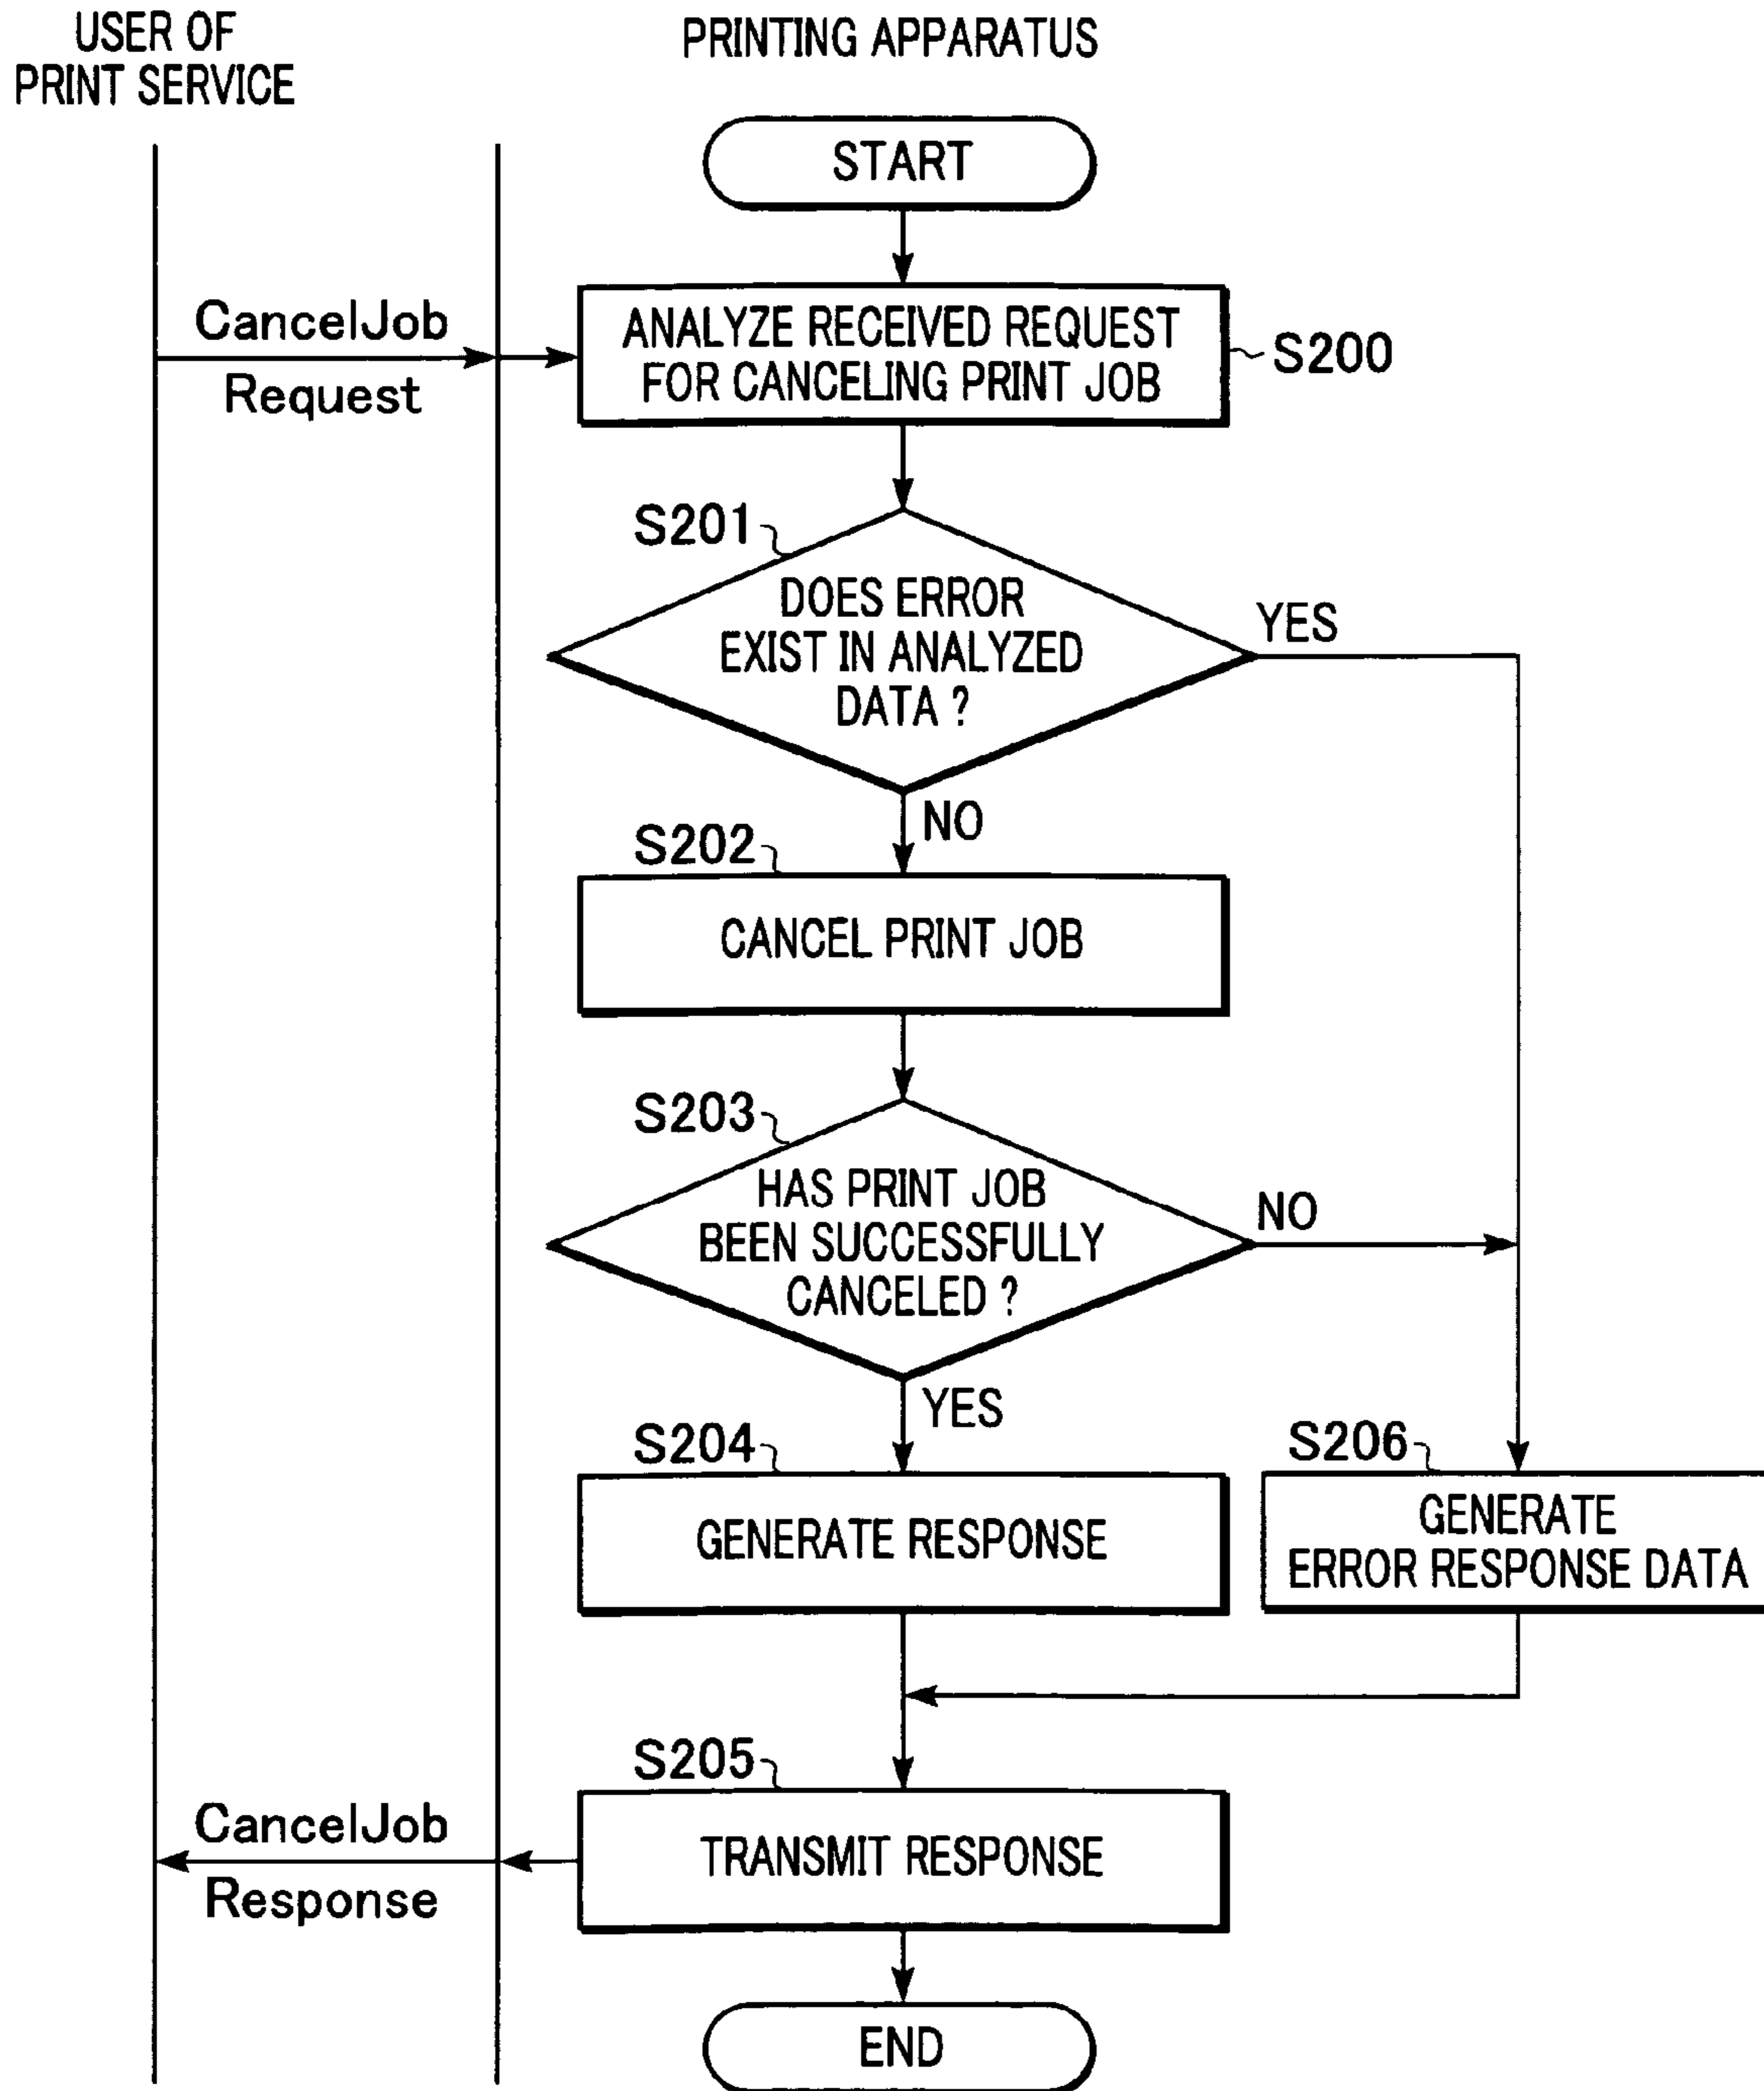 USER OF
PRINT SERVICE
PRINTING APPARATUS
START
CancelJob
Request
ANALYZE RECEIVED REQUEST
FOR CANCELING PRINT JOB
S200
S201
DOES ERROR
EXIST IN ANALYZED
DATA ?
YES
NO
S202
CANCEL PRINT JOB
S203
HAS PRINT JOB
BEEN SUCCESSFULLY
CANCELED ?
NO
YES
S204
GENERATE RESPONSE
S206
GENERATE
ERROR RESPONSE DATA
S205
TRANSMIT RESPONSE
CancelJob
Response
END